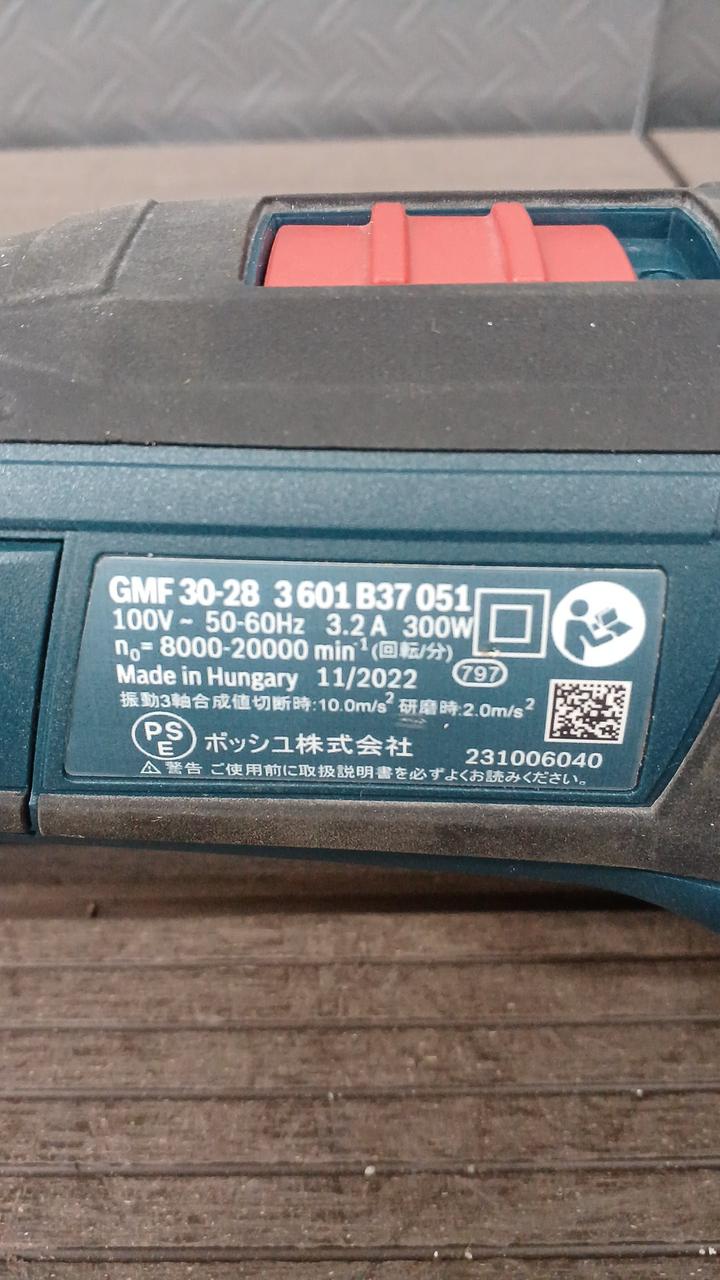 GMF 30-28 3 601 B37 051
100V ~ 50-60Hz 3.2 A 300W
n₀= 8000-20000 min⁻¹(回転/分)
Made in Hungary 11/2022 797
振動3軸合成値切断時:10.0m/s² 研磨時:2.0m/s²
PS
E
ボッシュ株式会社 231006040
⚠ 警告 ご使用前に取扱説明書を必ずよくお読みください。